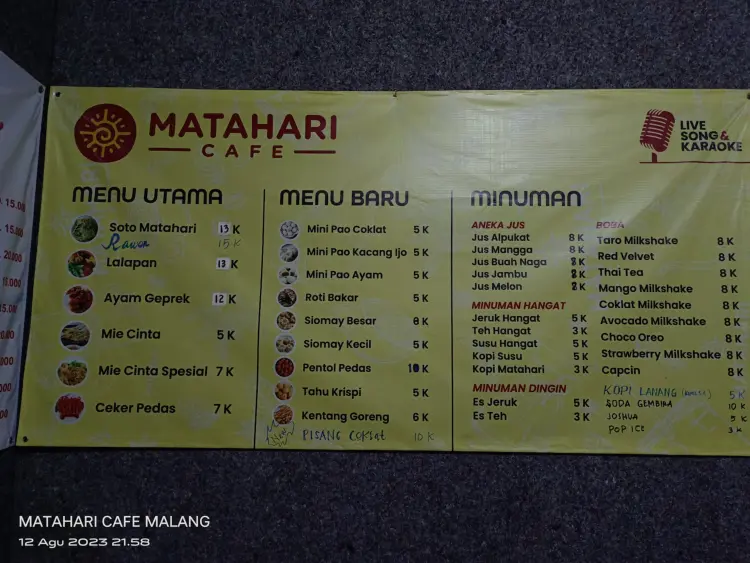 MATAHARI
CAFE
LIVE
SONG &
KARAOKE
MENU UTAMA
Soto Matahari 13 K
Rawon 15 K
Lalapan 13 K
Ayam Geprek 12 K
Mie Cinta 5 K
Mie Cinta Spesial 7 K
Ceker Pedas 7 K
MENU BARU
Mini Pao Coklat 5 K
Mini Pao Kacang Ijo 5 K
Mini Pao Ayam 5 K
Roti Bakar 5 K
Siomay Besar 8 K
Siomay Kecil 5 K
Pentol Pedas 10 K
Tahu Krispi 5 K
Kentang Goreng 6 K
PISANG COKLAT 10 K
MINUMAN
ANEKA JUS
Jus Alpukat 8 K
Jus Mangga 8 K
Jus Buah Naga 8 K
Jus Jambu 8 K
Jus Melon 8 K
MINUMAN HANGAT
Jeruk Hangat 5 K
Teh Hangat 3 K
Susu Hangat 5 K
Kopi Susu 5 K
Kopi Matahari 3 K
MINUMAN DINGIN
Es Jeruk 5 K
Es Teh 3 K
BOBA
Taro Milkshake 8 K
Red Velvet 8 K
Thai Tea 8 K
Mango Milkshake 8 K
Coklat Milkshake 8 K
Avocado Milkshake 8 K
Choco Oreo 8 K
Strawberry Milkshake 8 K
Capcin 8 K
KOPI LANANG 5 K
SODA GEMBIRA 10 K
JOSHUA 5 K
POP ICE 3 K
15.000
15.000
20.000
MATAHARI CAFE MALANG
12 Agu 2023 21.58